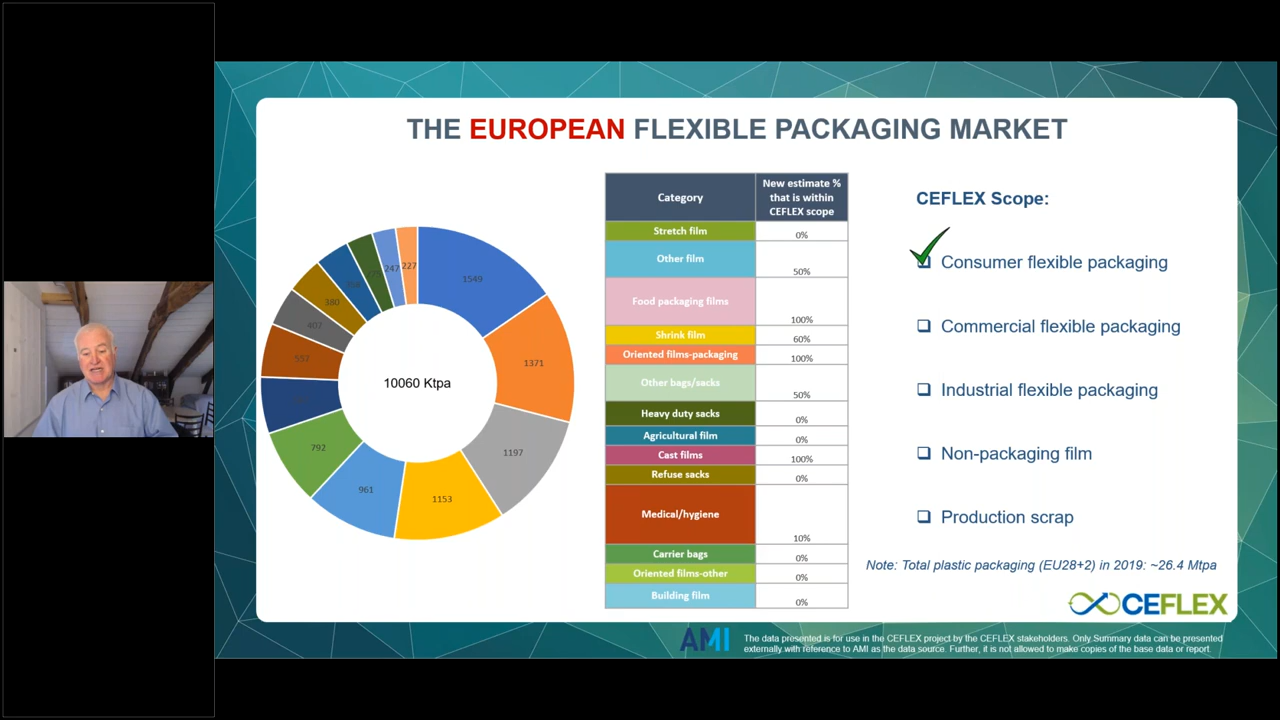 THE EUROPEAN FLEXIBLE PACKAGING MARKET
1549
1371
1197
1153
961
792
557
407
380
247
227
10060 Ktpa
Category
New estimate %
that is within
CEFLEX scope
Stretch film
0%
Other film
50%
Food packaging films
100%
Shrink film
60%
Oriented films-packaging
100%
Other bags/sacks
50%
Heavy duty sacks
0%
Agricultural film
0%
Cast films
100%
Refuse sacks
0%
Medical/hygiene
10%
Carrier bags
0%
Oriented films-other
0%
Building film
0%
CEFLEX Scope:
Consumer flexible packaging
Commercial flexible packaging
Industrial flexible packaging
Non-packaging film
Production scrap
Note: Total plastic packaging (EU28+2) in 2019: ~26.4 Mtpa
CEFLEX
AMI
The data presented is for use in the CEFLEX project by the CEFLEX stakeholders. Only Summary data can be presented
externally with reference to AMI as the data source. Further, it is not allowed to make copies of the base data or report.